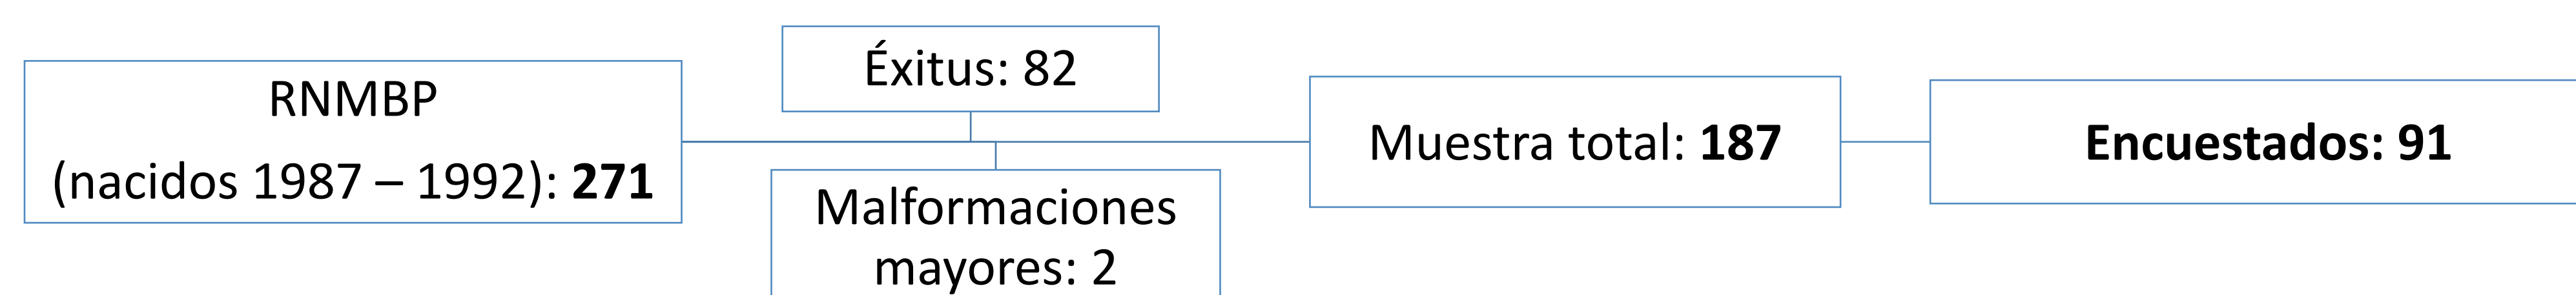 RNMBP
(nacidos 1987 – 1992): 271
Éxitus: 82
Malformaciones
mayores: 2
Muestra total: 187
Encuestados: 91